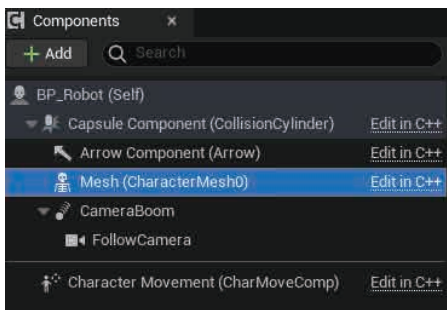 Components
+ Add Search
BP_Robot (Self)
Capsule Component (CollisionCylinder) Edit in C++
Arrow Component (Arrow) Edit in C++
Mesh (CharacterMesh0) Edit in C++
CameraBoom
FollowCamera
Character Movement (CharMoveComp) Edit in C++